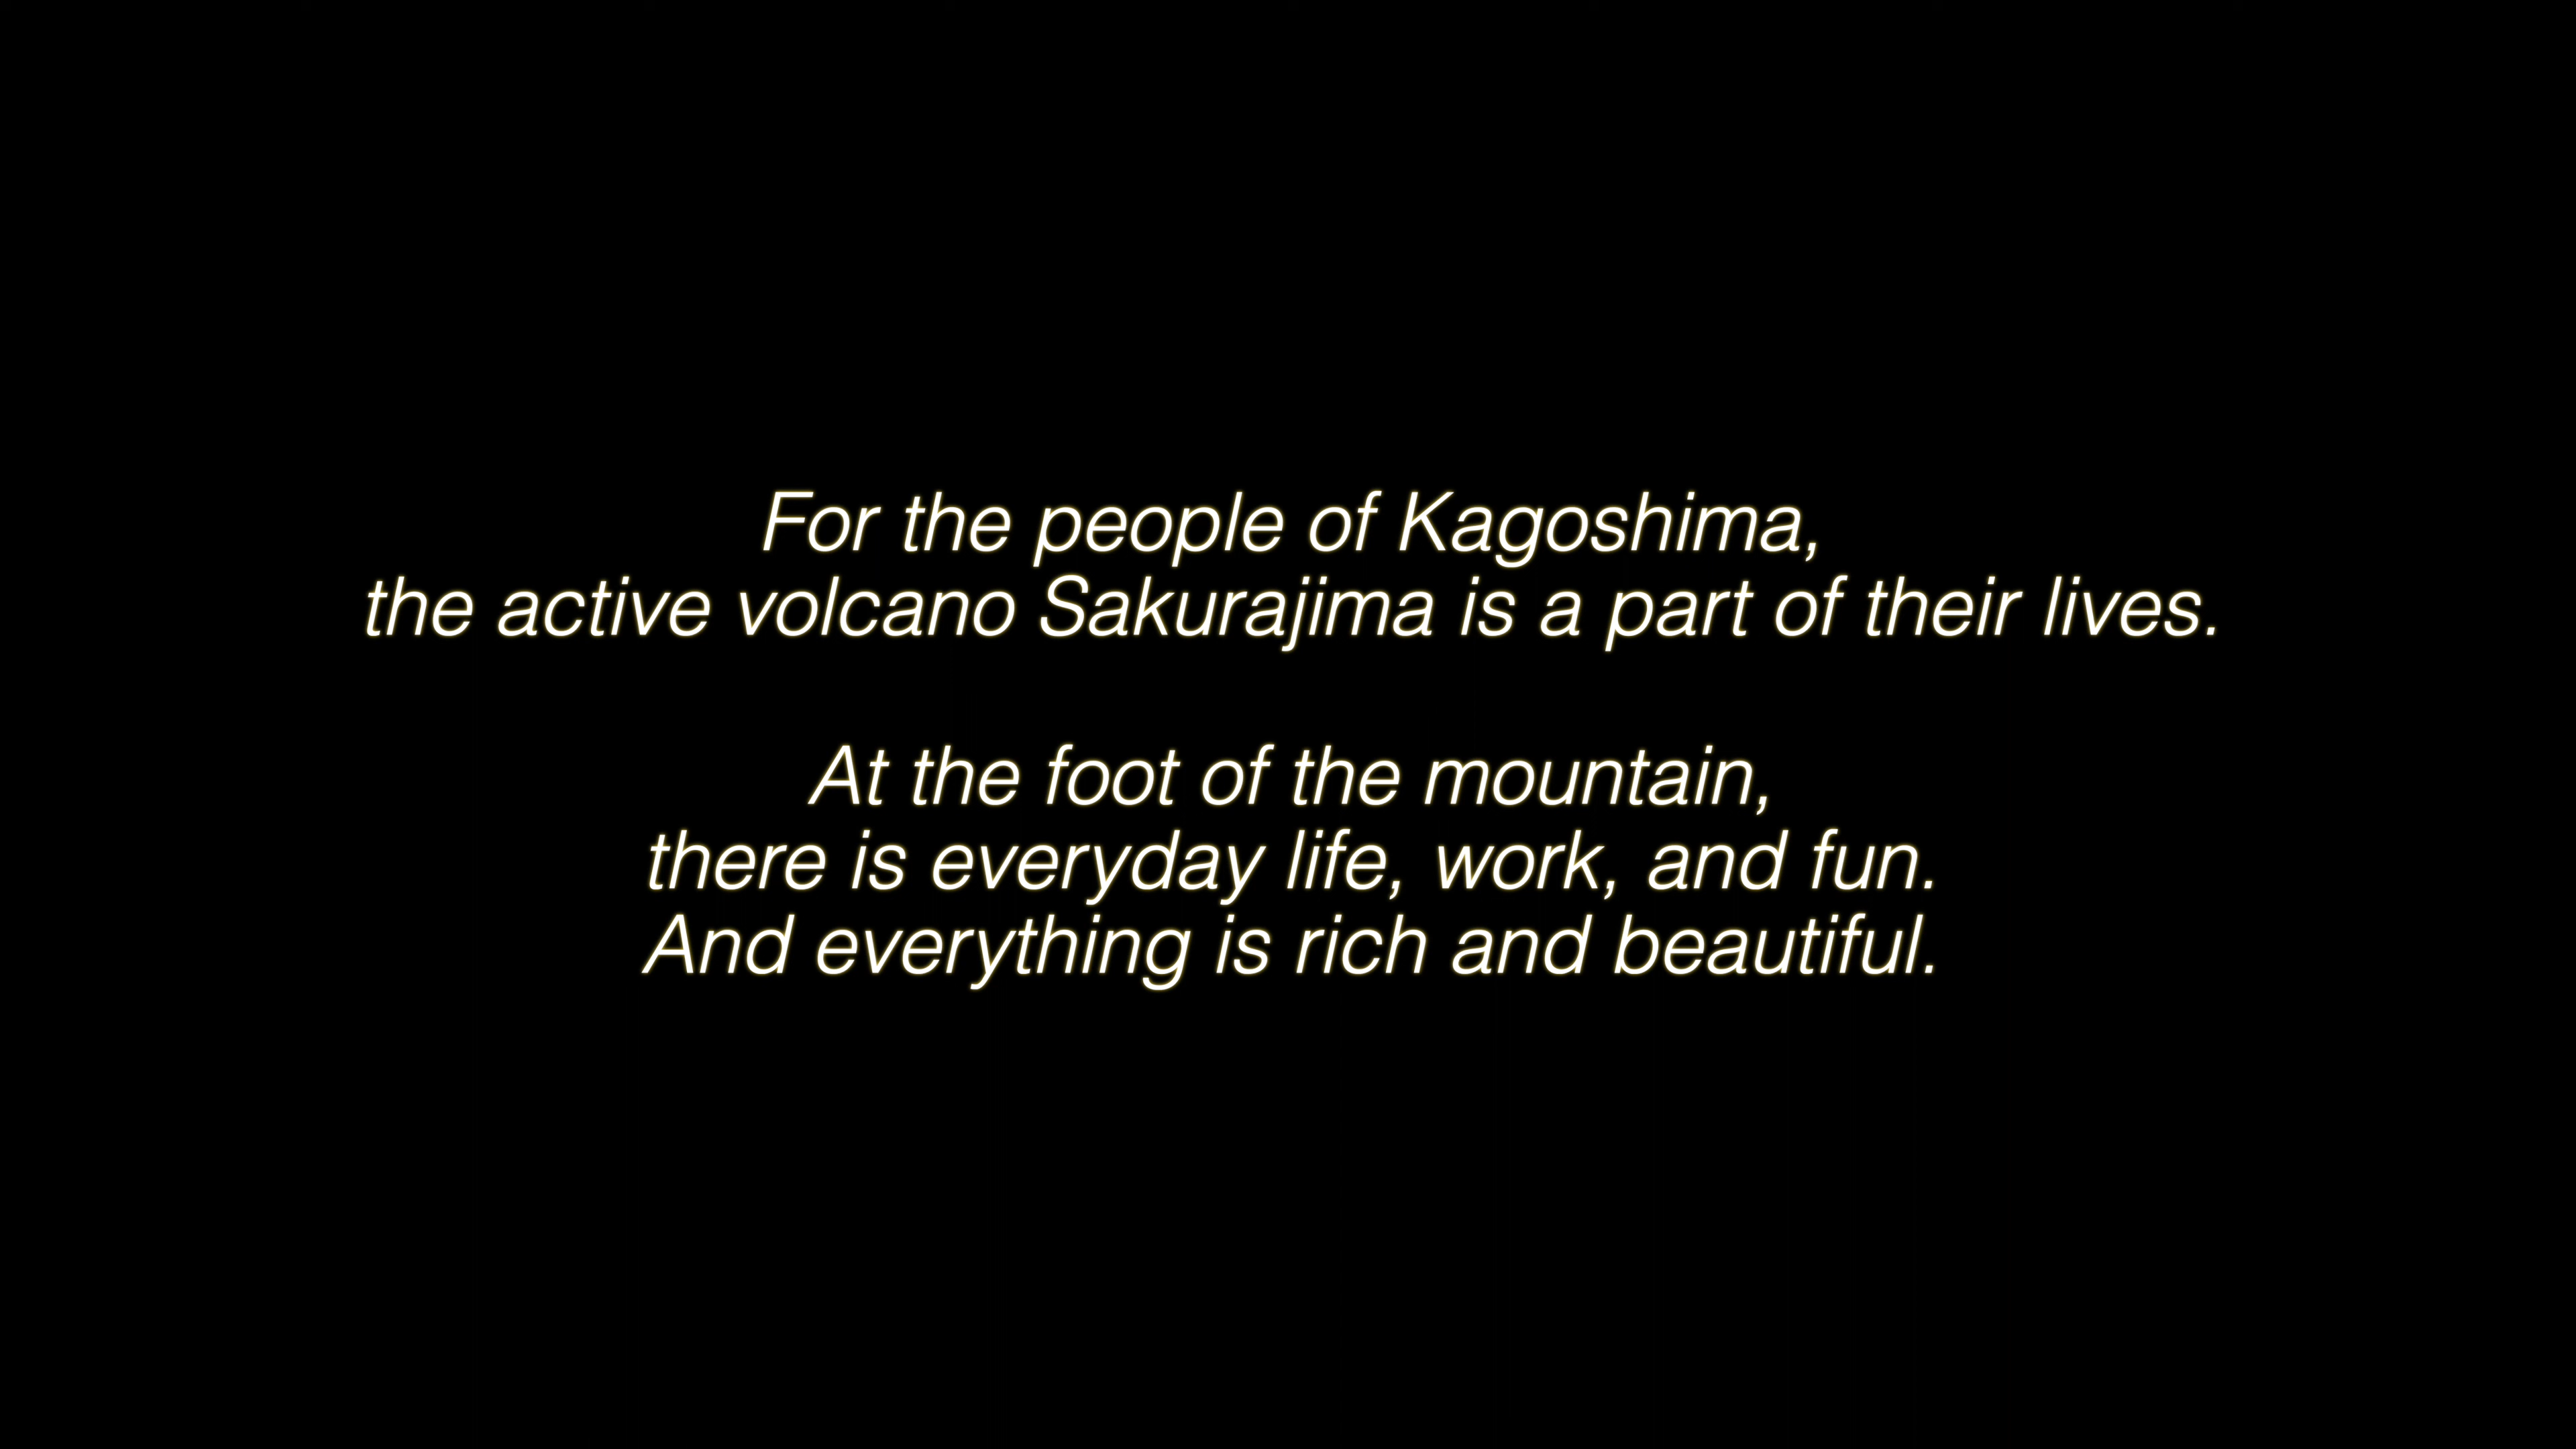 For the people of Kagoshima,
the active volcano Sakurajima is a part of their lives.
At the foot of the mountain,
there is everyday life, work, and fun.
And everything is rich and beautiful.